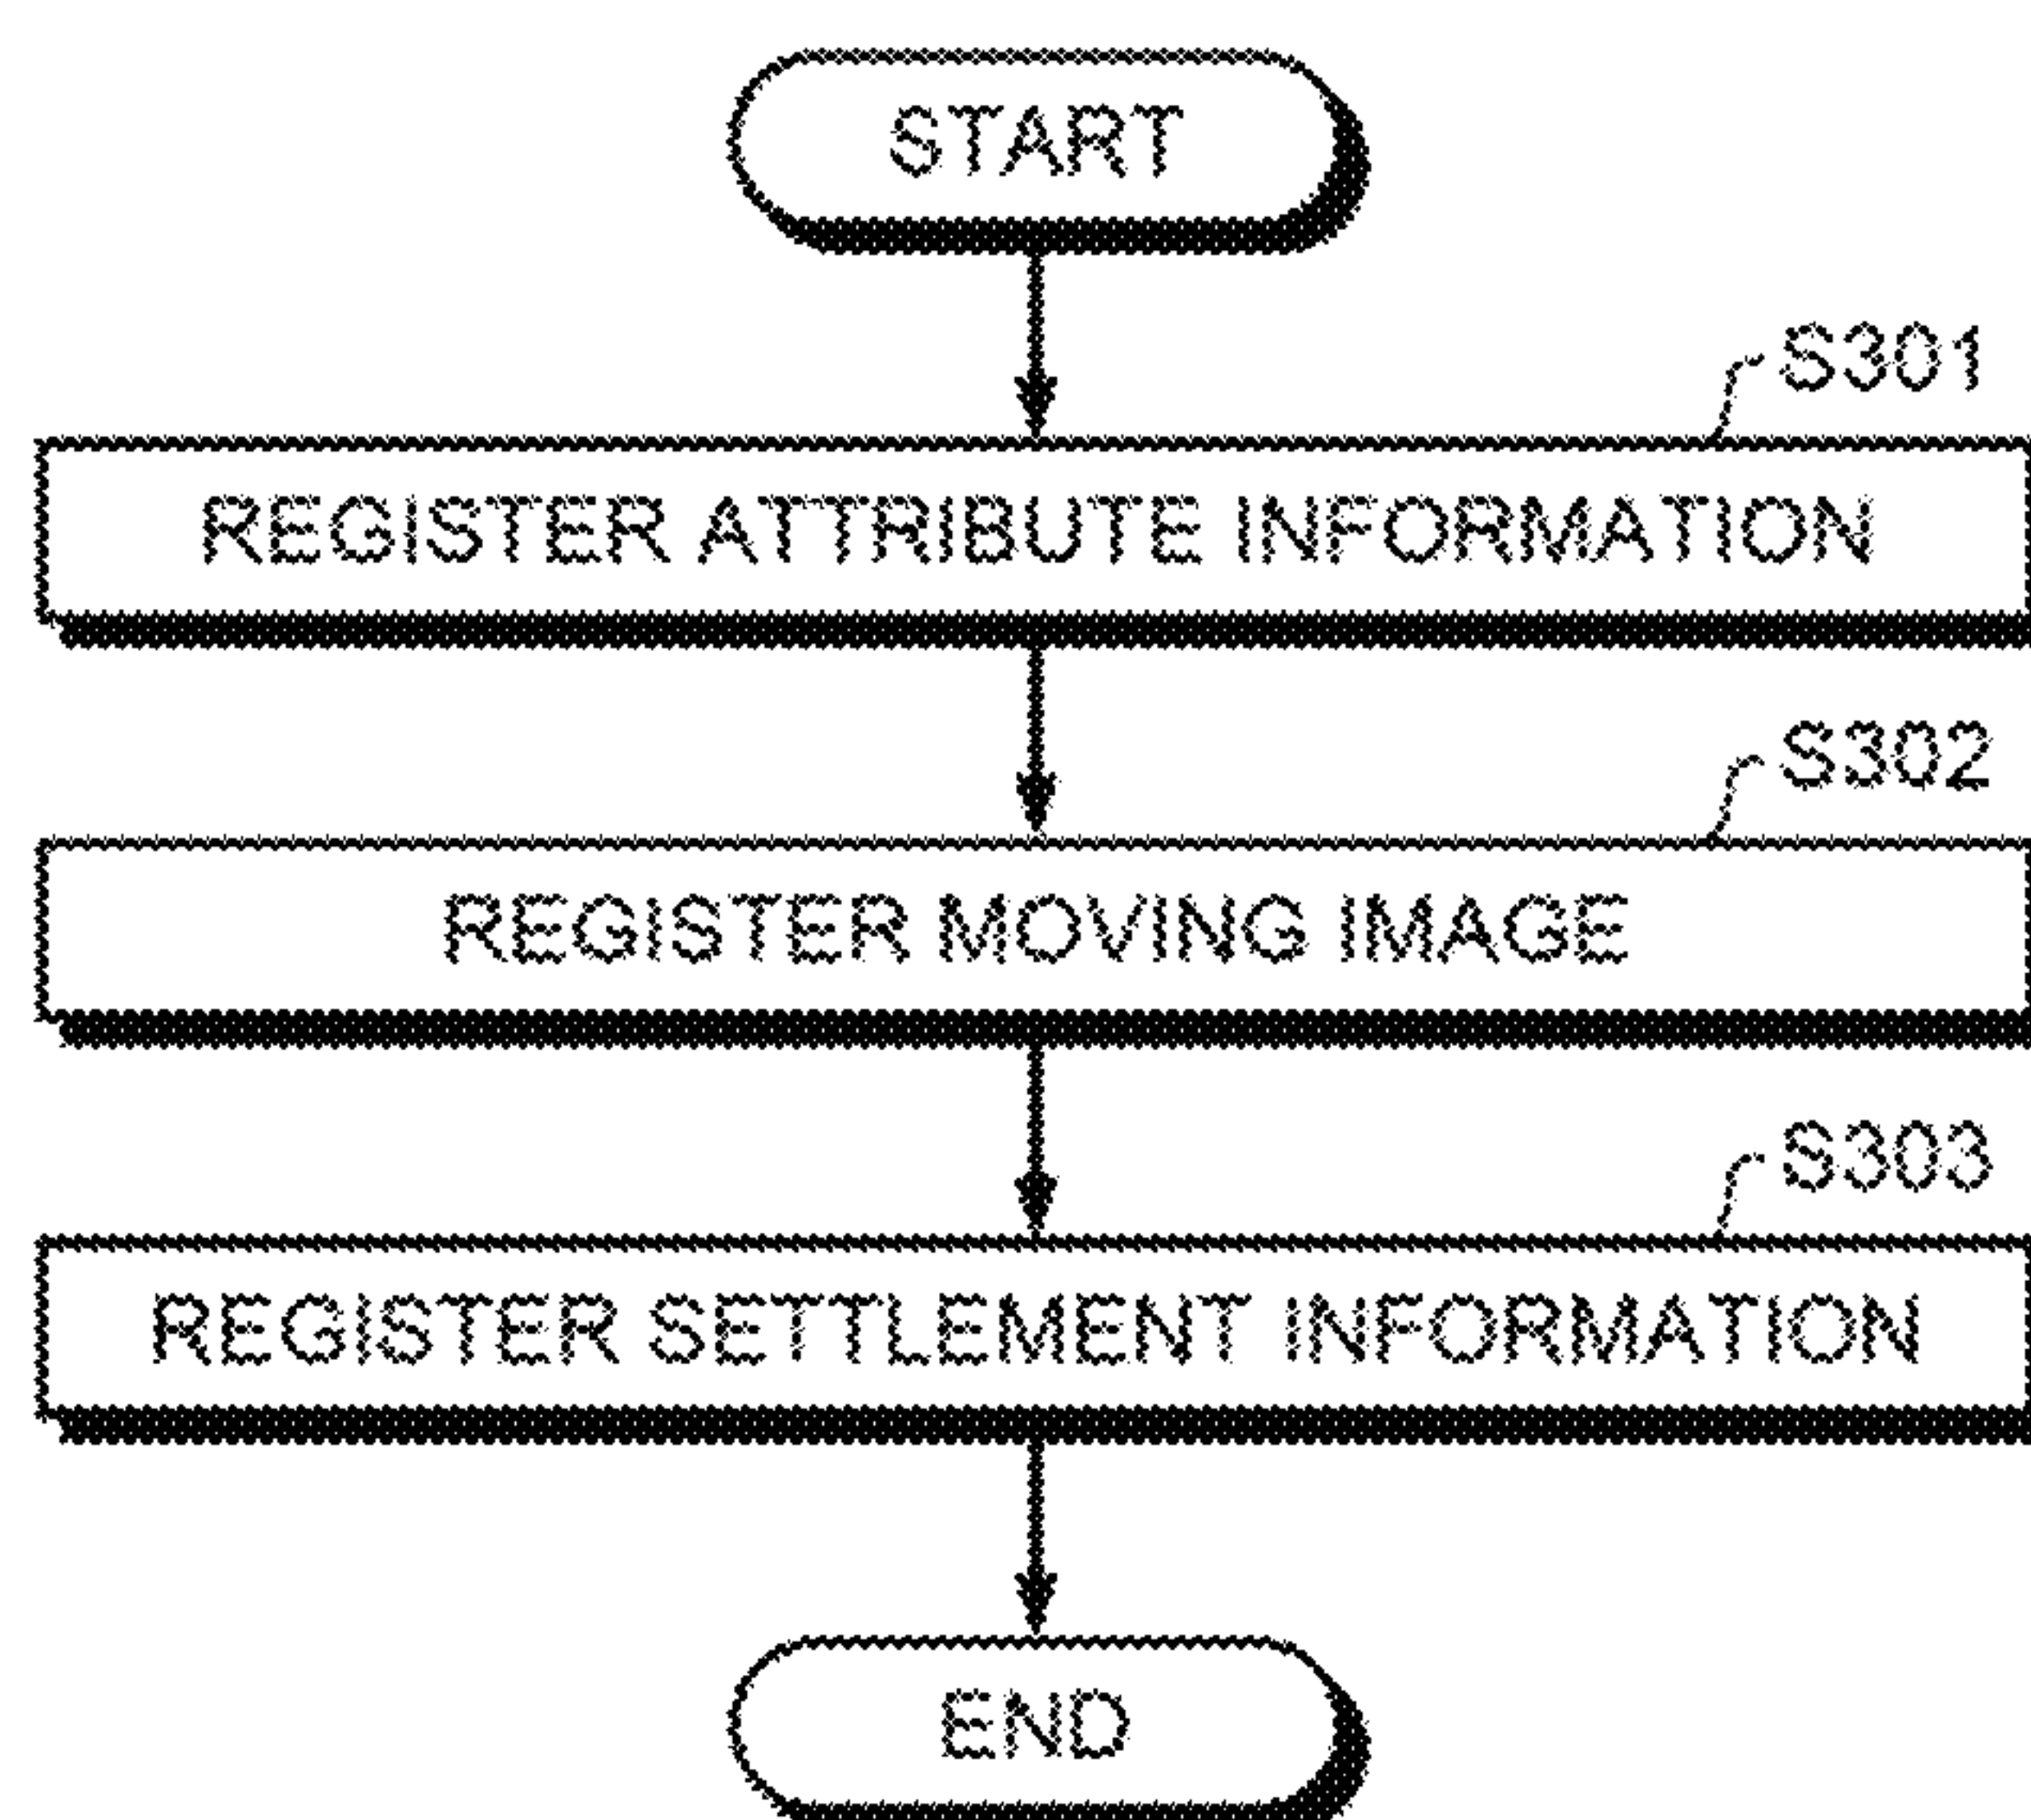 START
S301
REGISTER ATTRIBUTE INFORMATION
S302
REGISTER MOVING IMAGE
S303
REGISTER SETTLEMENT INFORMATION
END